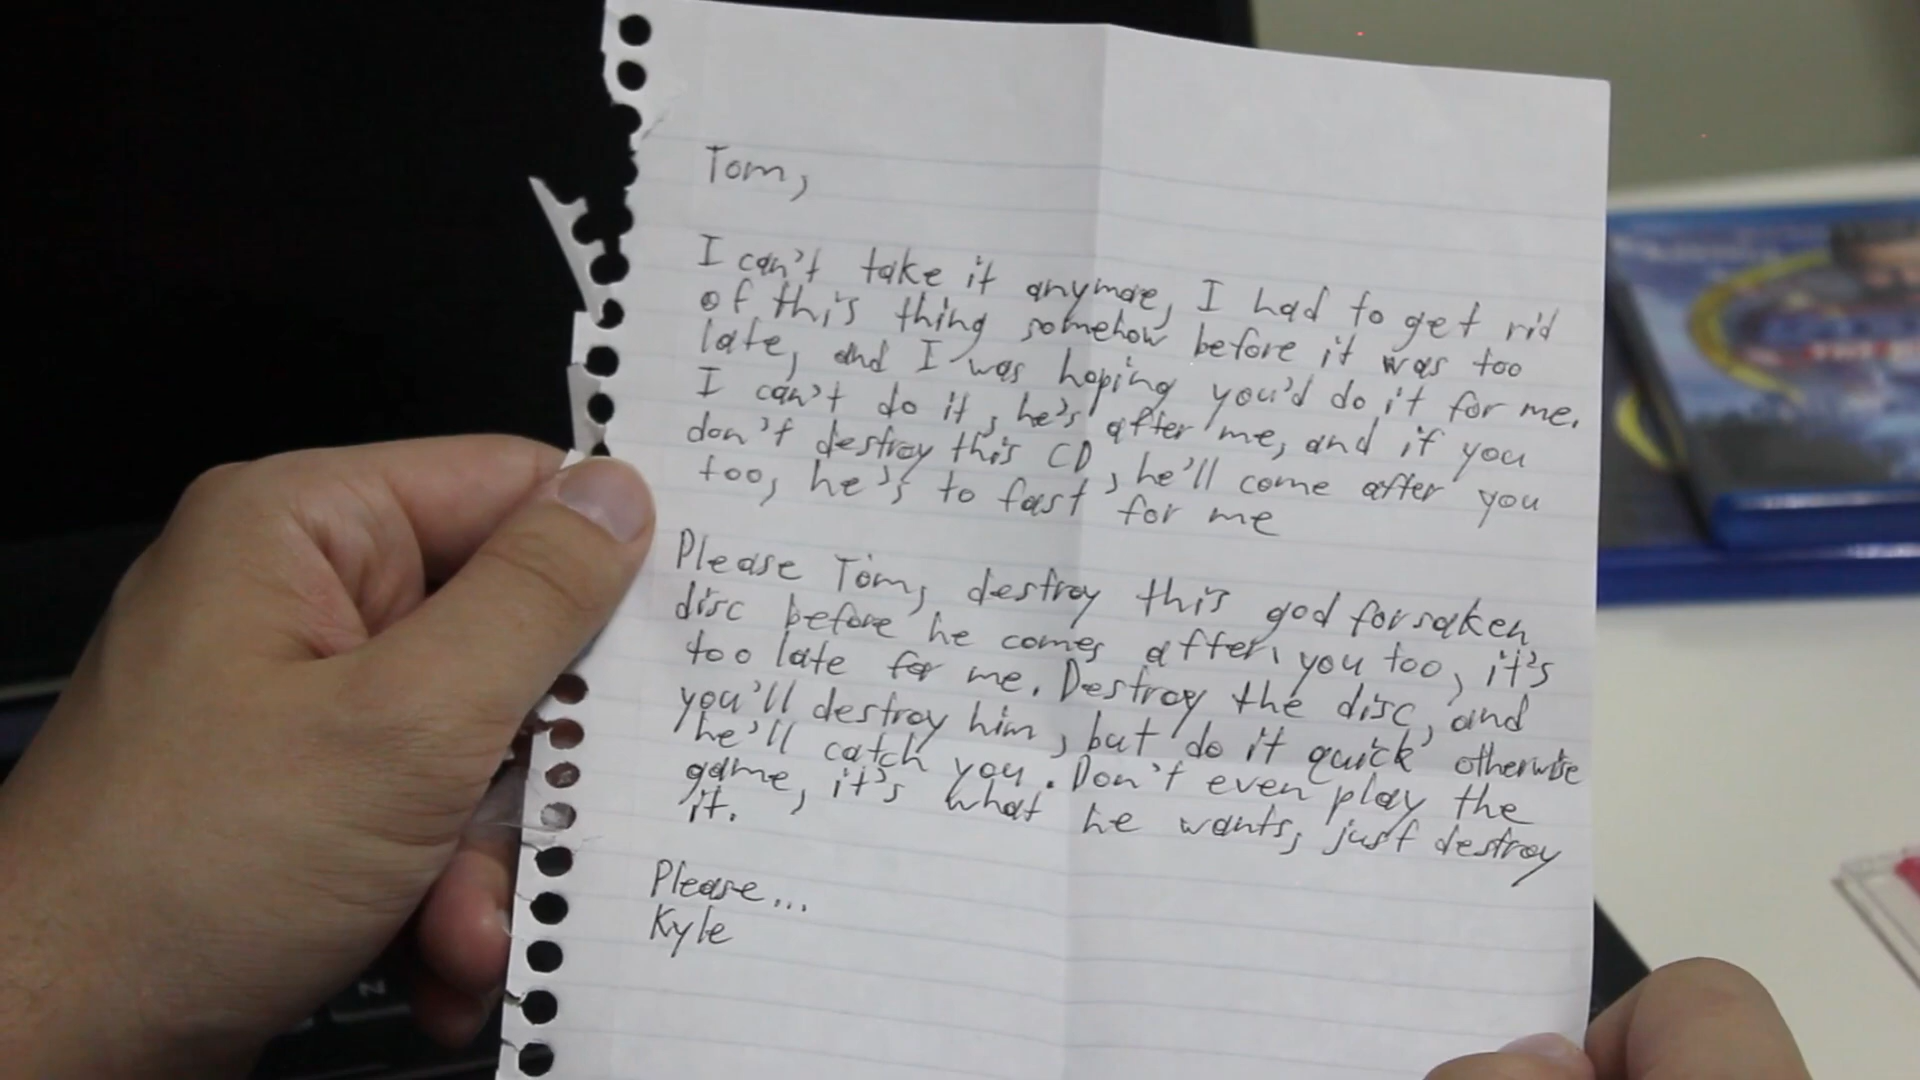 Tom,
I can't take it anymore, I had to get rid
of this thing somehow before it was too
late, and I was hoping you'd do it for me.
I can't do it, he's after me, and if you
don't destroy this CD, he'll come after you
too, he's to fast for me
Please Tom, destroy this god forsaken
disc before he comes after, you too, it's
too late for me. Destroy the disc, and
you'll destroy him, but do it quick otherwise
he'll catch you. Don't even play the
game, it's what he wants, just destroy
it.
Please...
Kyle
N